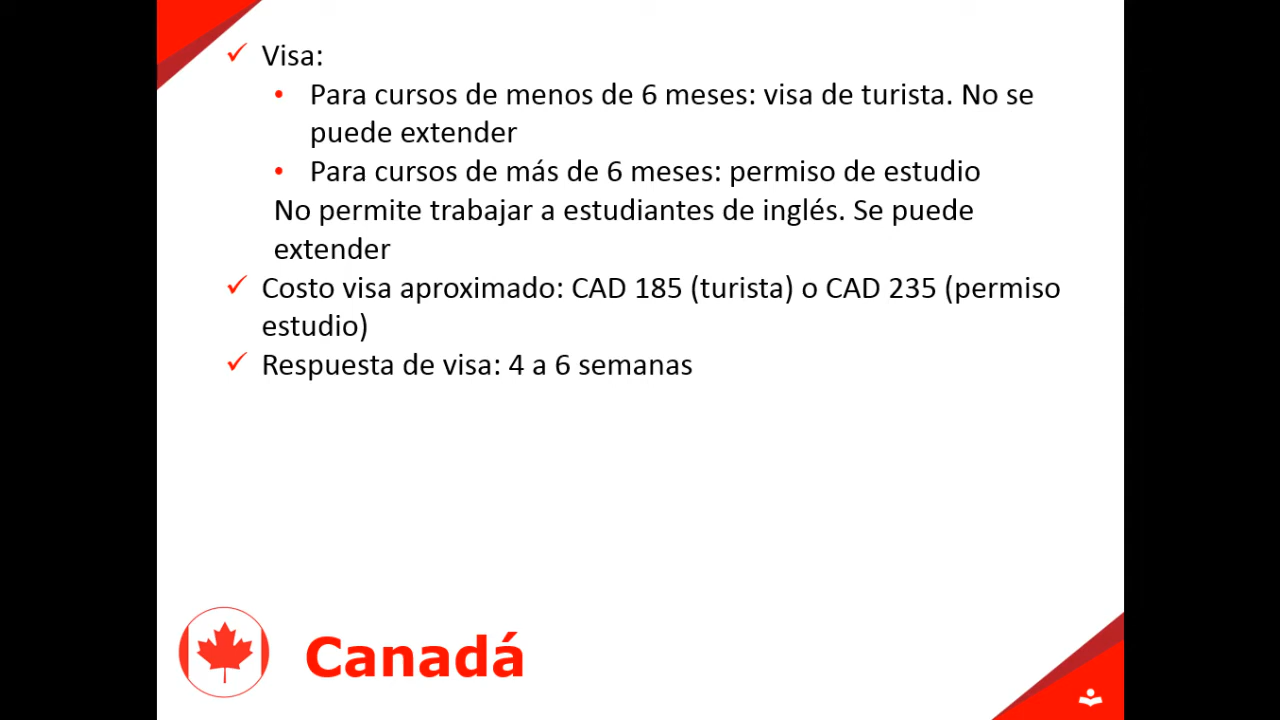 Visa:
Para cursos de menos de 6 meses: visa de turista. No se
puede extender
Para cursos de más de 6 meses: permiso de estudio
No permite trabajar a estudiantes de inglés. Se puede
extender
Costo visa aproximado: CAD 185 (turista) o CAD 235 (permiso
estudio)
Respuesta de visa: 4 a 6 semanas
Canadá